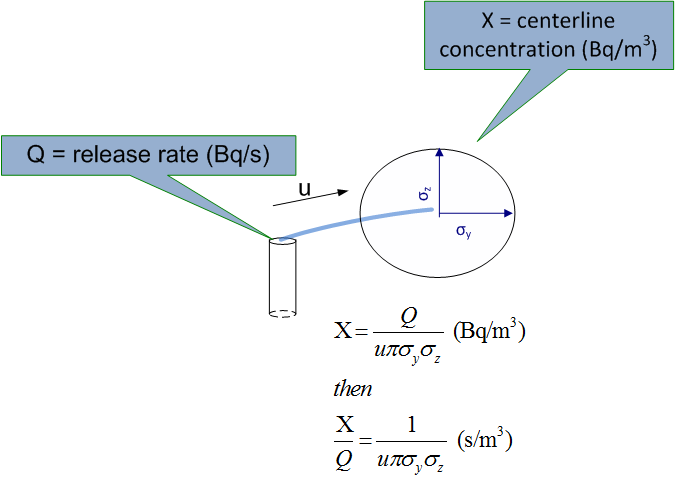 X = centerline
concentration (Bq/m³)
Q = release rate (Bq/s)
u
σz
σy
X = Q / uπσyσz (Bq/m³)
then
X/Q = 1 / uπσyσz (s/m³)